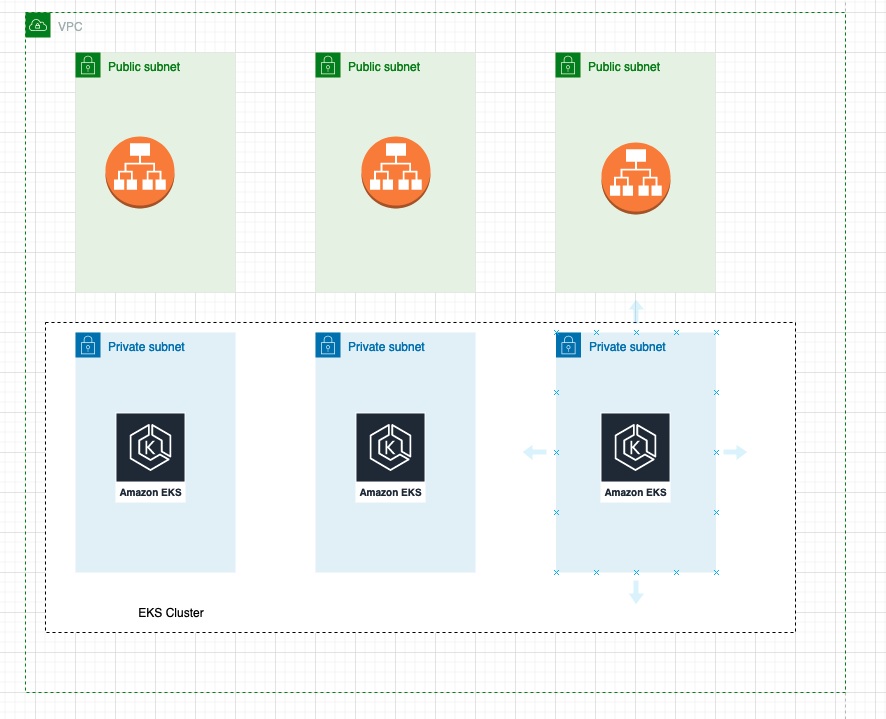 VPC
Public subnet
Public subnet
Public subnet
Private subnet
Private subnet
Private subnet
K
K
K
Amazon EKS
Amazon EKS
Amazon EKS
EKS Cluster